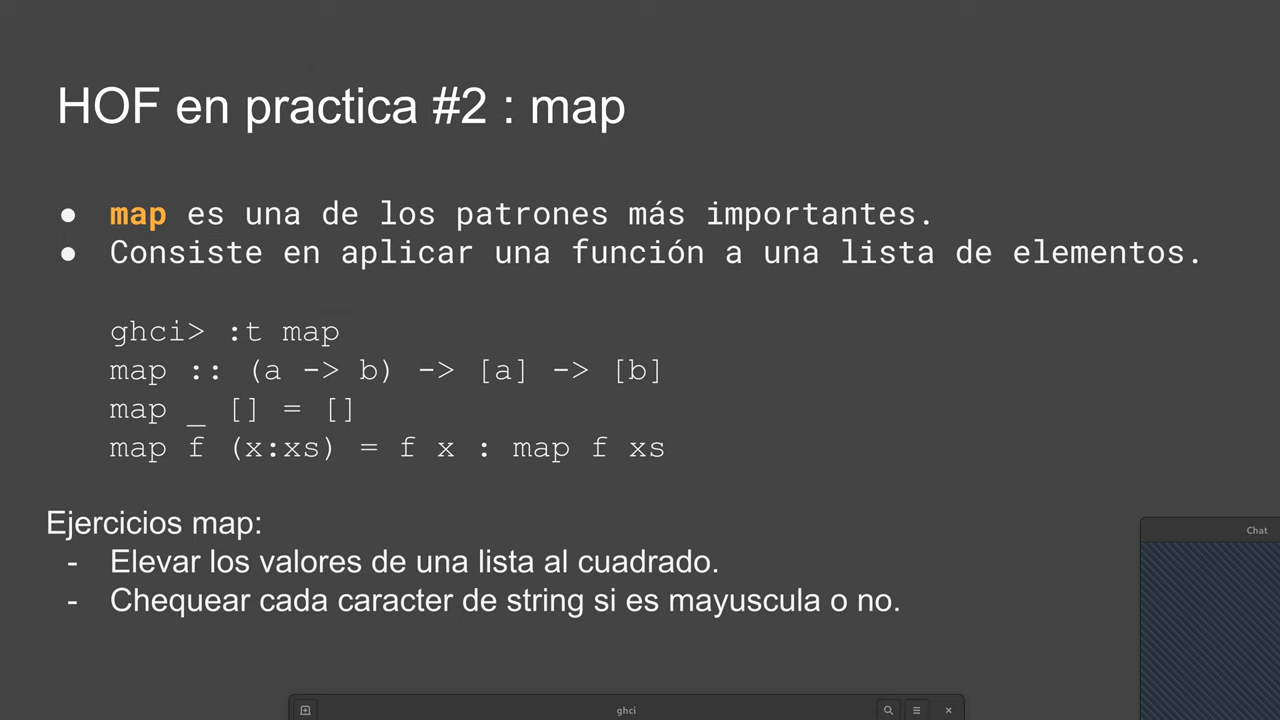 HOF en practica #2 : map
● map es una de los patrones más importantes.
● Consiste en aplicar una función a una lista de elementos.
ghci> :t map
map :: (a -> b) -> [a] -> [b]
map _ [] = []
map f (x:xs) = f x : map f xs
Ejercicios map:
- Elevar los valores de una lista al cuadrado.
- Chequear cada caracter de string si es mayuscula o no.
Chat
ghci